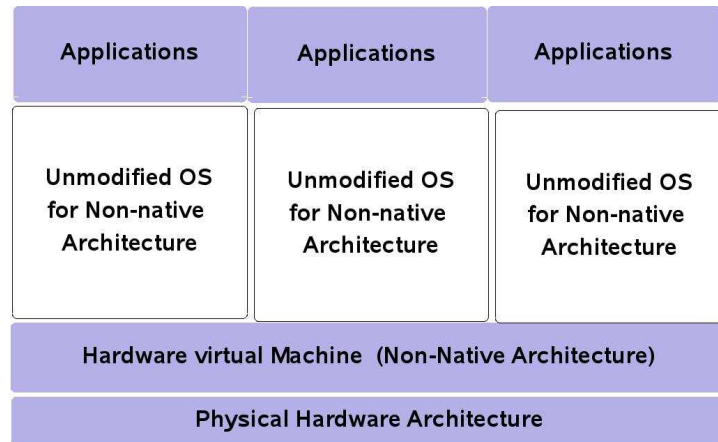 Applications
Applications
Applications
Unmodified OS
for Non-native
Architecture
Unmodified OS
for Non-native
Architecture
Unmodified OS
for Non-native
Architecture
Hardware virtual Machine (Non-Native Architecture)
Physical Hardware Architecture